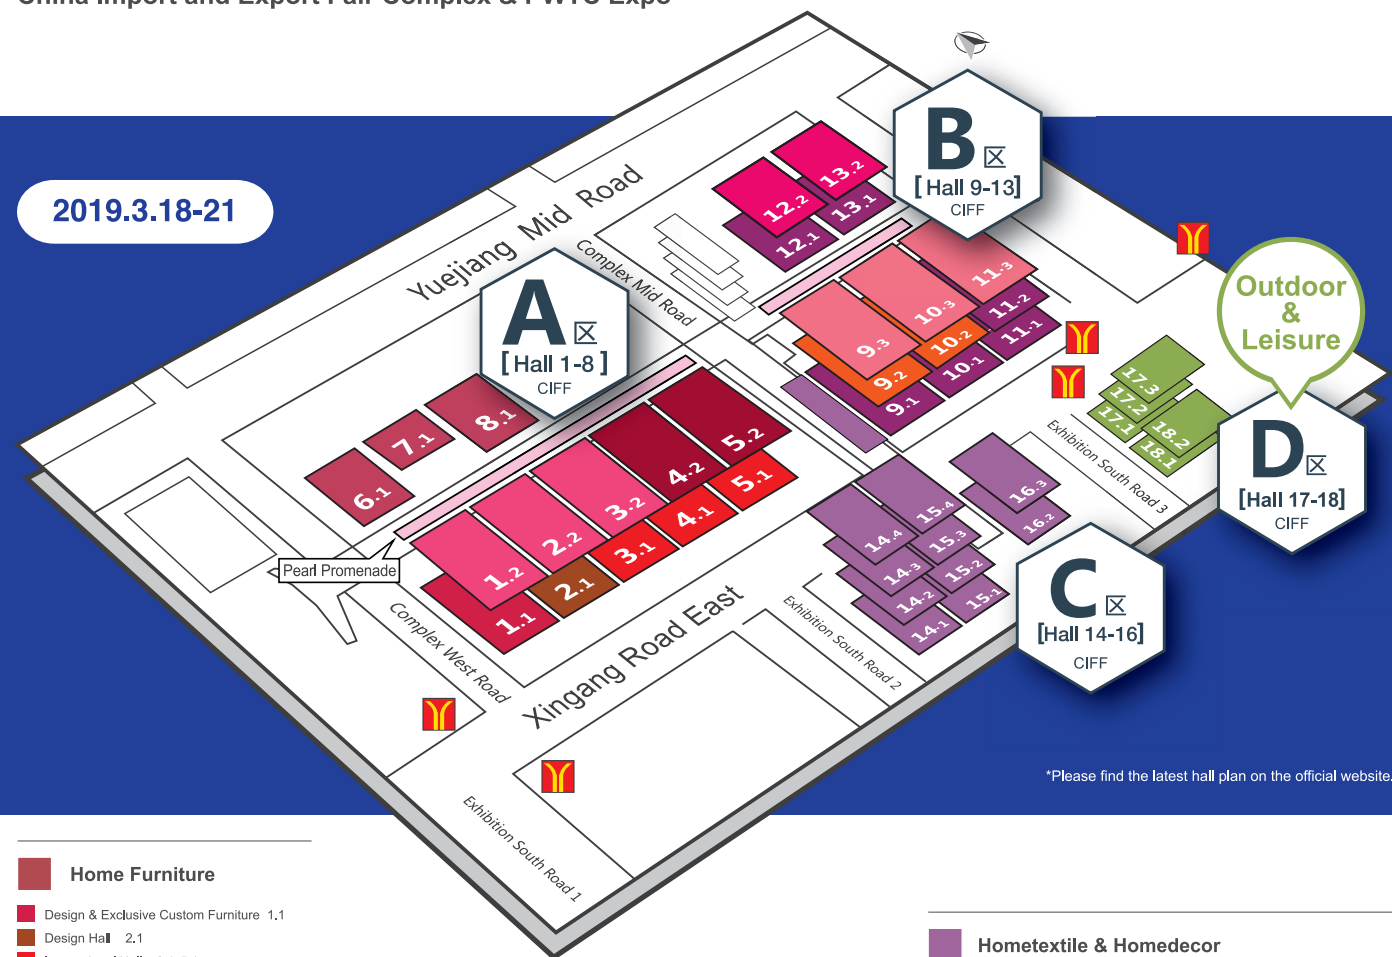 China Import and Export Fair Complex & PWTC Expo
2019.3.18-21
Yuejiang Mid Road
Complex Mid Road
A区
[Hall 1-8]
CIFF
B区
[Hall 9-13]
CIFF
Outdoor
&
Leisure
D区
[Hall 17-18]
CIFF
C区
[Hall 14-16]
CIFF
13.2
12.2
13.1
12.1
11.3
10.3
9.3
11.2
10.2
9.2
11.1
10.1
9.1
8.1
7.1
6.1
5.2
4.2
3.2
2.2
1.2
5.1
4.1
3.1
2.1
1.1
17.3
17.2
17.1
18.2
18.1
16.3
16.2
15.4
14.4
15.3
14.3
15.2
14.2
15.1
14.1
Pearl Promenade
Complex West Road
Xingang Road East
Exhibition South Road 1
Exhibition South Road 2
Exhibition South Road 3
*Please find the latest hall plan on the official website.
Home Furniture
Design & Exclusive Custom Furniture 1.1
Design Hall 2.1
Hometextile & Homedecor